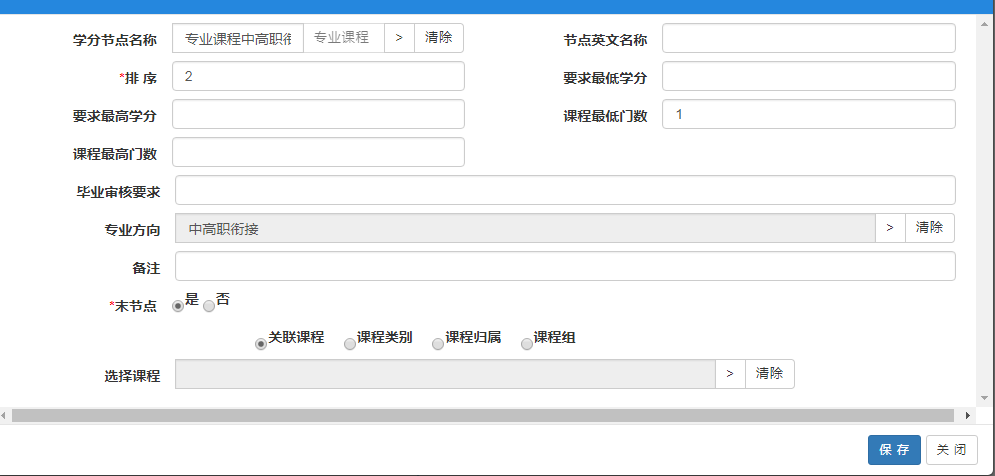 学分节点名称 专业课程中高职衔 专业课程 > 清除 节点英文名称
*排 序 2 要求最低学分
要求最高学分 课程最低门数 1
课程最高门数
毕业审核要求
专业方向 中高职衔接 > 清除
备注
*末节点 是 否
关联课程 课程类别 课程归属 课程组
选择课程 > 清除
保 存 关 闭